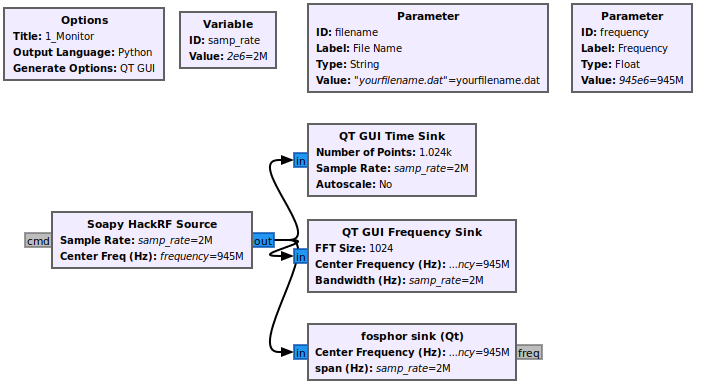 Options
Title: 1_Monitor
Output Language: Python
Generate Options: QT GUI
Variable
ID: samp_rate
Value: 2e6=2M
Parameter
ID: filename
Label: File Name
Type: String
Value: "yourfilename.dat"=yourfilename.dat
Parameter
ID: frequency
Label: Frequency
Type: Float
Value: 945e6=945M
QT GUI Time Sink
in
Number of Points: 1.024k
Sample Rate: samp_rate=2M
Autoscale: No
Soapy HackRF Source
cmd
Sample Rate: samp_rate=2M
Center Freq (Hz): frequency=945M
out
QT GUI Frequency Sink
in
FFT Size: 1024
Center Frequency (Hz): ...ncy=945M
Bandwidth (Hz): samp_rate=2M
fosphor sink (Qt)
in
Center Frequency (Hz): ...ncy=945M
span (Hz): samp_rate=2M
freq